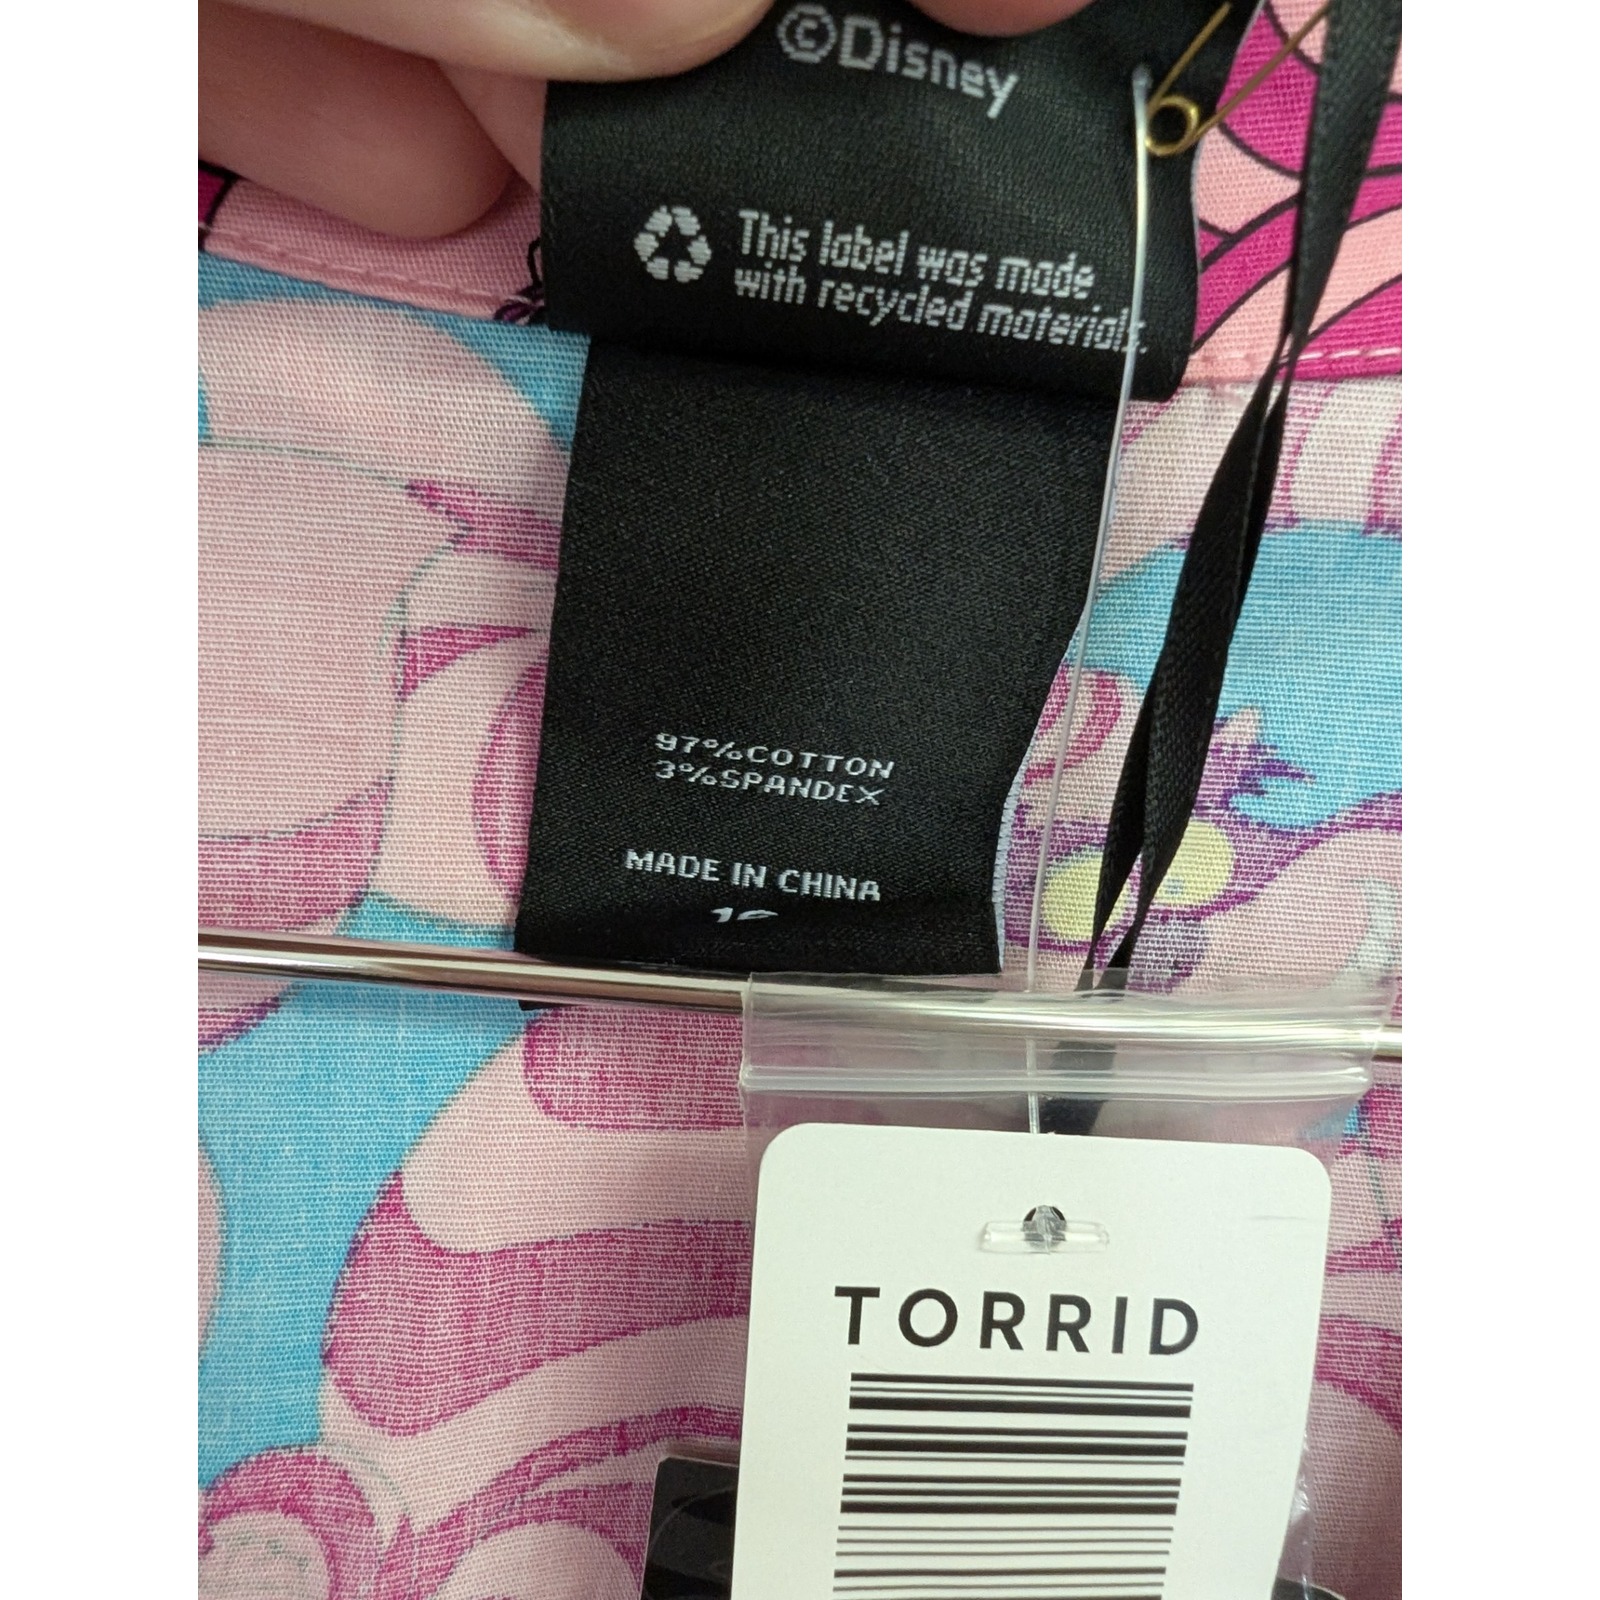 ©Disney
This label was made
with recycled materials.
97%COTTON
3%SPANDEX
MADE IN CHINA
TORRID